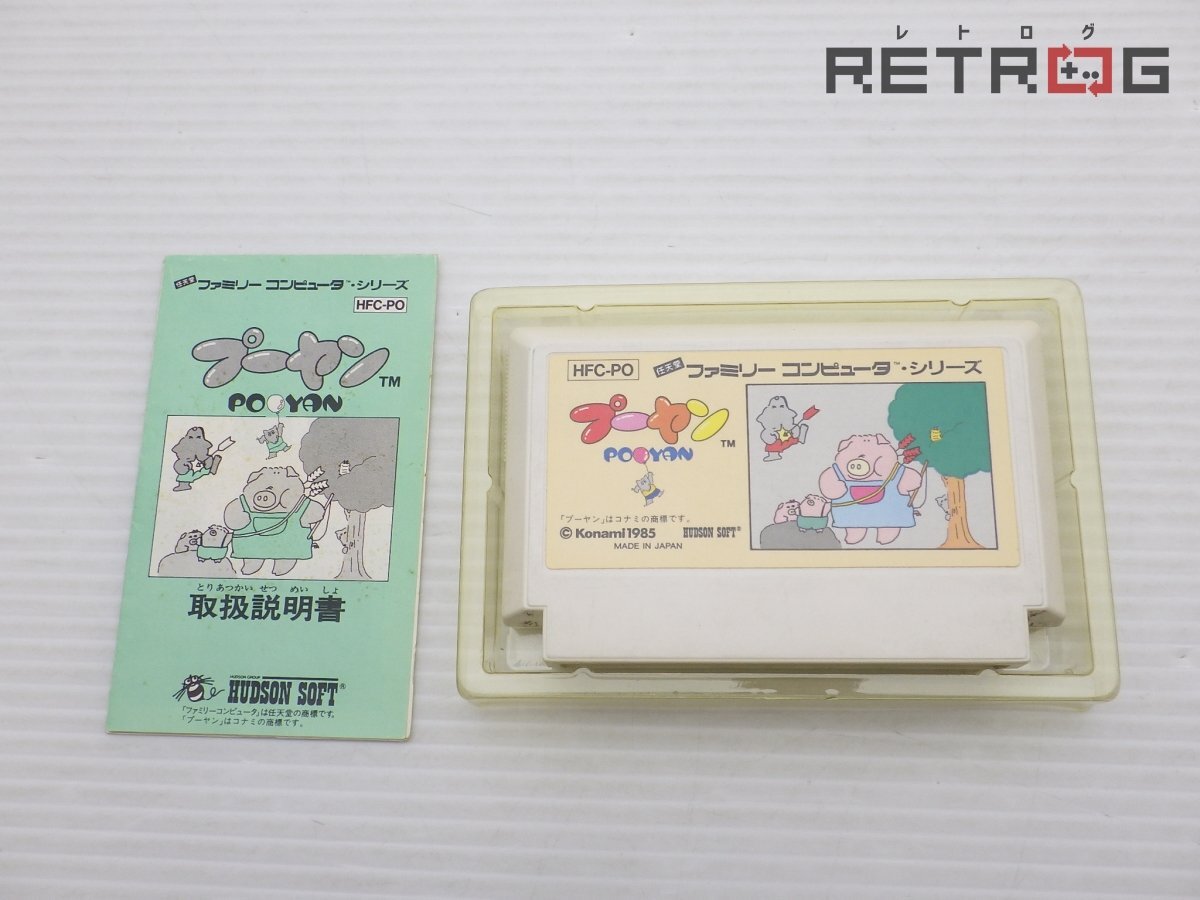 レトログ
RETROG
任天堂 ファミリー コンピュータ™・シリーズ
HFC-PO
プーヤン™
POOYAN
とりあつかい せつ めい しょ
取扱説明書
HUDSON GROUP
HUDSON SOFT®
「ファミリーコンピュータ」は任天堂の商標です。
「プーヤン」はコナミの商標です。
HFC-PO 任天堂 ファミリー コンピュータ™・シリーズ
プーヤン™
POOYAN
「プーヤン」はコナミの商標です。
© Konami 1985 HUDSON SOFT®
MADE IN JAPAN